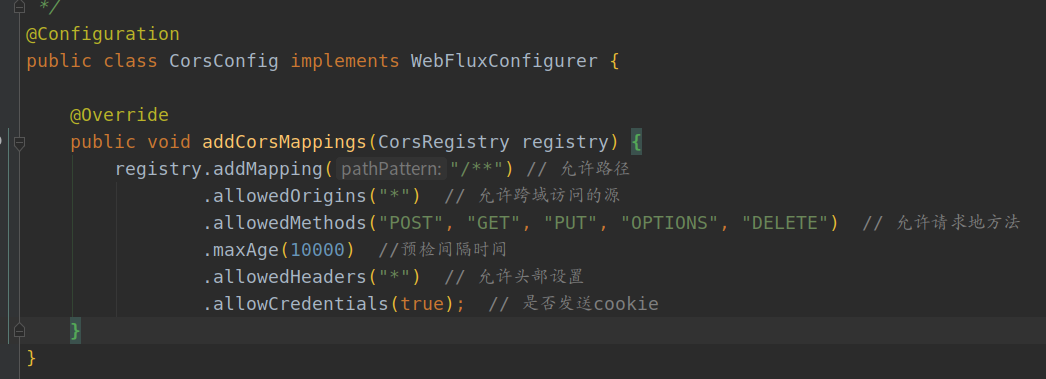 */
@Configuration
public class CorsConfig implements WebFluxConfigurer {
@Override
public void addCorsMappings(CorsRegistry registry) {
registry.addMapping( pathPattern: "/**") // 允许路径
.allowedOrigins("*") // 允许跨域访问的源
.allowedMethods("POST", "GET", "PUT", "OPTIONS", "DELETE") // 允许请求地方法
.maxAge(10000) //预检间隔时间
.allowedHeaders("*") // 允许头部设置
.allowCredentials(true); // 是否发送cookie
}
}